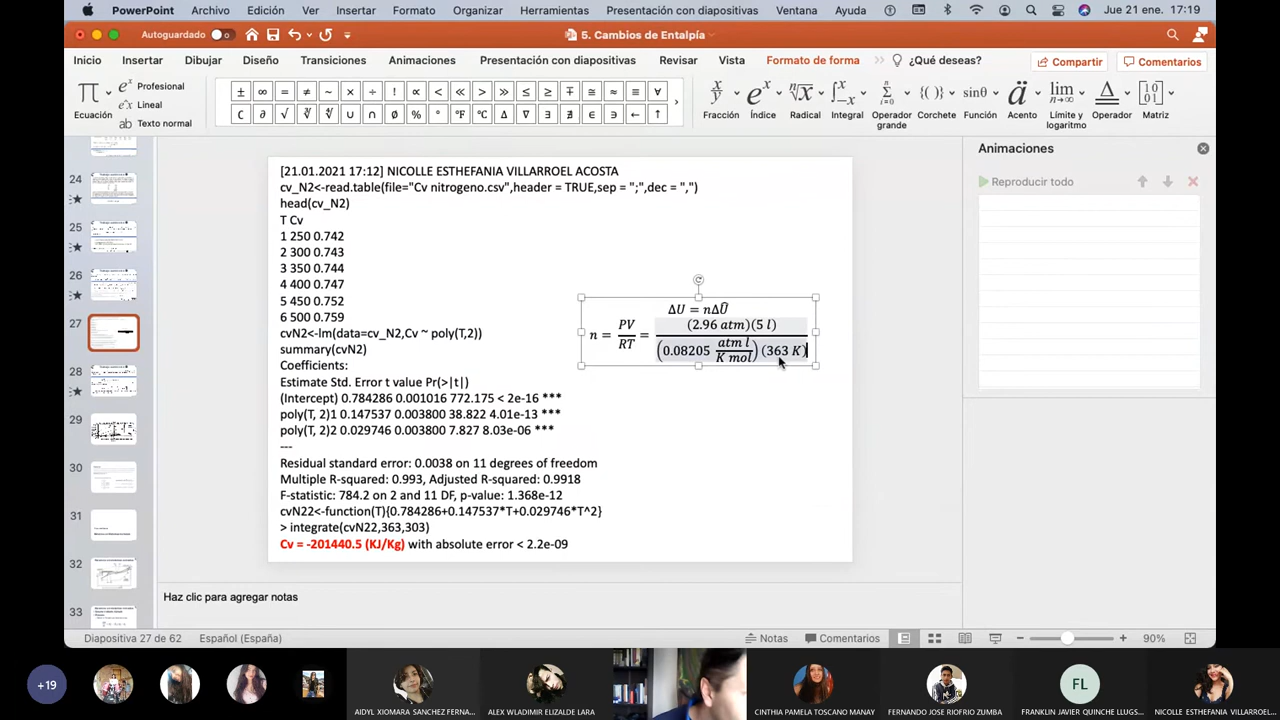 PowerPoint Archivo Edición Ver Insertar Formato Organizar Herramientas Presentación con diapositivas Ventana Ayuda Jue 21 ene. 17:19
Autoguardado 5. Cambios de Entalpía
Inicio Insertar Dibujar Diseño Transiciones Animaciones Presentación con diapositivas Revisar Vista Formato de forma ¿Qué deseas? Compartir Comentarios
π Ecuación
Profesional
Lineal
ab Texto normal
± ∞ = ≠ ~ × ÷ ! ∝ < ≪ > ≫ ≤ ≥ ∓ ≅ ≈ ≡ ∀
∁ ∂ √ ∛ ∜ ∪ ∩ ∅ % ° °F °C ∆ ∇ ∃ ∄ ∈ ∋ ← ↑
Fracción Índice Radical Integral Operador grande Corchete Función Acento Límite y logaritmo Operador Matriz
24
25
26
27
28
29
30
31
32
33
[21.01.2021 17:12] NICOLLE ESTHEFANIA VILLARROEL ACOSTA
cv_N2<-read.table(file="Cv nitrogeno.csv",header = TRUE,sep = ";",dec = ",")
head(cv_N2)
T Cv
1 250 0.742
2 300 0.743
3 350 0.744
4 400 0.747
5 450 0.752
6 500 0.759
cvN2<-lm(data=cv_N2,Cv ~ poly(T,2))
summary(cvN2)
Coefficients:
Estimate Std. Error t value Pr(>|t|)
(Intercept) 0.784286 0.001016 772.175 < 2e-16 ***
poly(T, 2)1 0.147537 0.003800 38.822 4.01e-13 ***
poly(T, 2)2 0.029746 0.003800 7.827 8.03e-06 ***
---
Residual standard error: 0.0038 on 11 degrees of freedom
Multiple R-squared: 0.993, Adjusted R-squared: 0.9918
F-statistic: 784.2 on 2 and 11 DF, p-value: 1.368e-12
cvN22<-function(T){0.784286+0.147537*T+0.029746*T^2}
> integrate(cvN22,363,303)
Cv = -201440.5 (KJ/Kg) with absolute error < 2.2e-09
ΔU = nΔÛ
n = PV/RT = (2.96 atm)(5 l) / (0.08205 atm l/K mol)(363 K)
Animaciones
Reproducir todo
Haz clic para agregar notas
Diapositiva 27 de 62 Español (España) Notas Comentarios 90%
+19
AIDYL XIOMARA SANCHEZ FERNA...
ALEX WLADIMIR ELIZALDE LARA
CINTHIA PAMELA TOSCANO MANAY
FERNANDO JOSE RIOFRIO ZUMBA
FL
FRANKLIN JAVIER QUINCHE LLUGS...
NICOLLE ESTHEFANIA VILLARROEL...